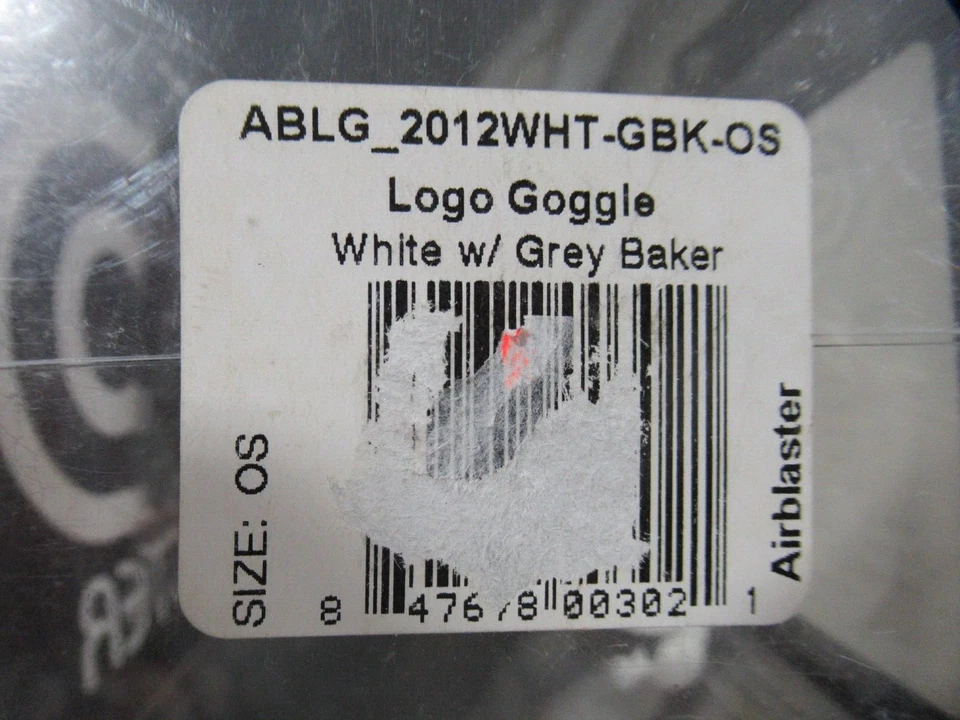 ABLG_2012WHT-GBK-OS
Logo Goggle
White w/ Grey Baker
SIZE: OS
Airblaster
8 47678 00302 1